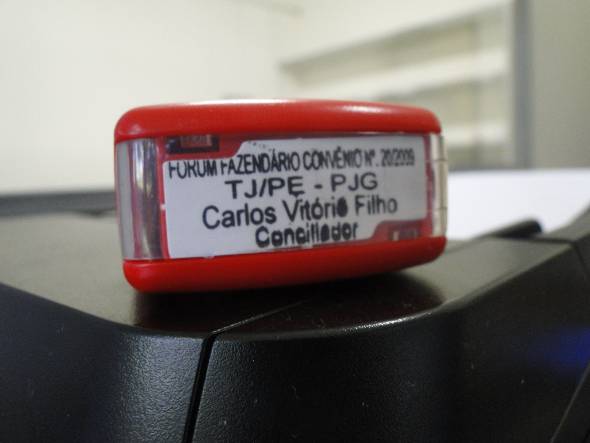 FORUM FAZENDÁRIO CONVÊNIO Nº. 20/2009
TJ/PE - PJG
Carlos Vitório Filho
Conciliador